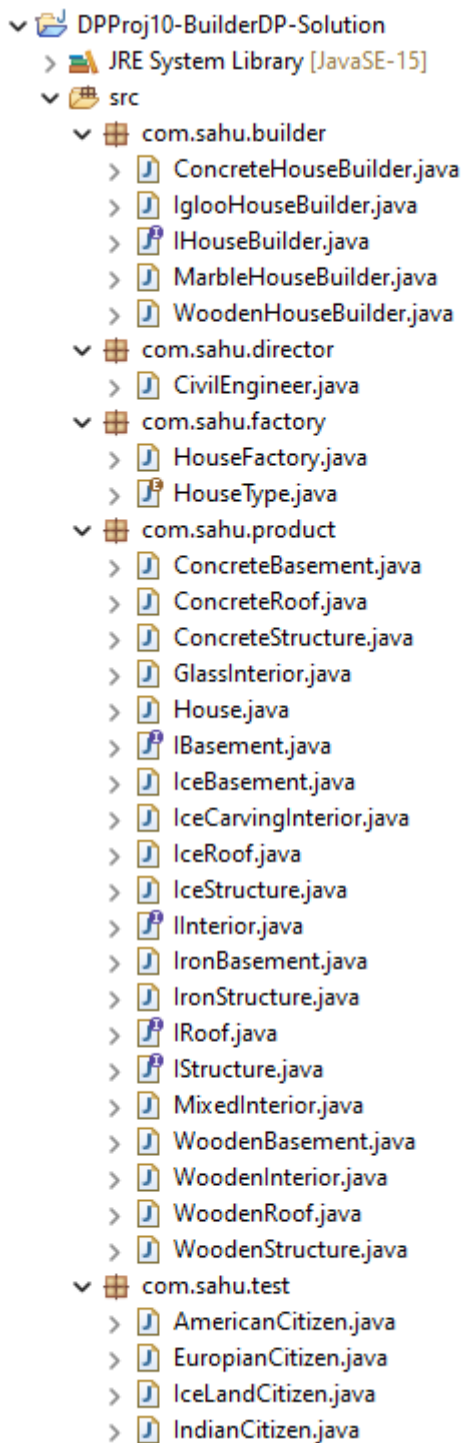 DPProj10-BuilderDP-Solution
JRE System Library [JavaSE-15]
src
com.sahu.builder
ConcreteHouseBuilder.java
IglooHouseBuilder.java
IHouseBuilder.java
MarbleHouseBuilder.java
WoodenHouseBuilder.java
com.sahu.director
CivilEngineer.java
com.sahu.factory
HouseFactory.java
HouseType.java
com.sahu.product
ConcreteBasement.java
ConcreteRoof.java
ConcreteStructure.java
GlassInterior.java
House.java
IBasement.java
IceBasement.java
IceCarvingInterior.java
IceRoof.java
IceStructure.java
IInterior.java
IronBasement.java
IronStructure.java
IRoof.java
IStructure.java
MixedInterior.java
WoodenBasement.java
WoodenInterior.java
WoodenRoof.java
WoodenStructure.java
com.sahu.test
AmericanCitizen.java
EuropianCitizen.java
IceLandCitizen.java
IndianCitizen.java